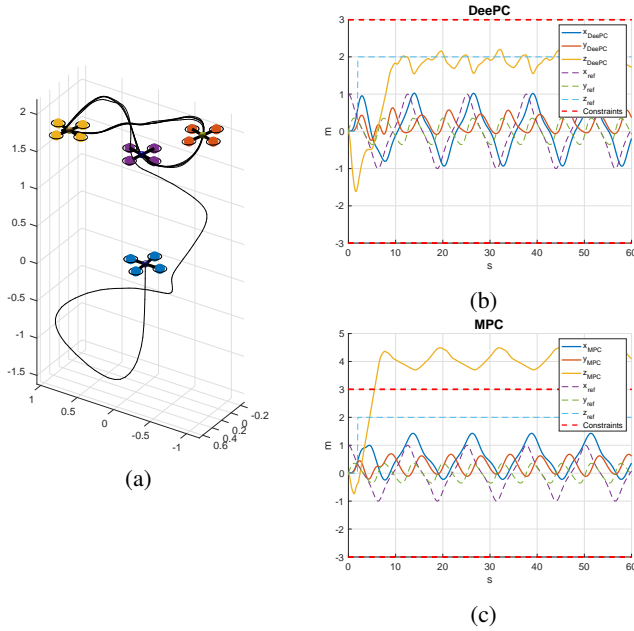 2
1.5
1
0.5
0
-0.5
-1
-1.5
1
0.5
0
-0.5
-1
0.6
0.4
0.2
0
-0.2
(a)
DeePC
3
2
1
0
-1
-2
-3
m
x_DeePC
y_DeePC
z_DeePC
x_ref
y_ref
z_ref
Constraints
0 10 20 30 40 50 60
s
(b)
MPC
5
4
3
2
1
0
-1
-2
-3
m
x_MPC
y_MPC
z_MPC
x_ref
y_ref
z_ref
Constraints
0 10 20 30 40 50 60
s
(c)